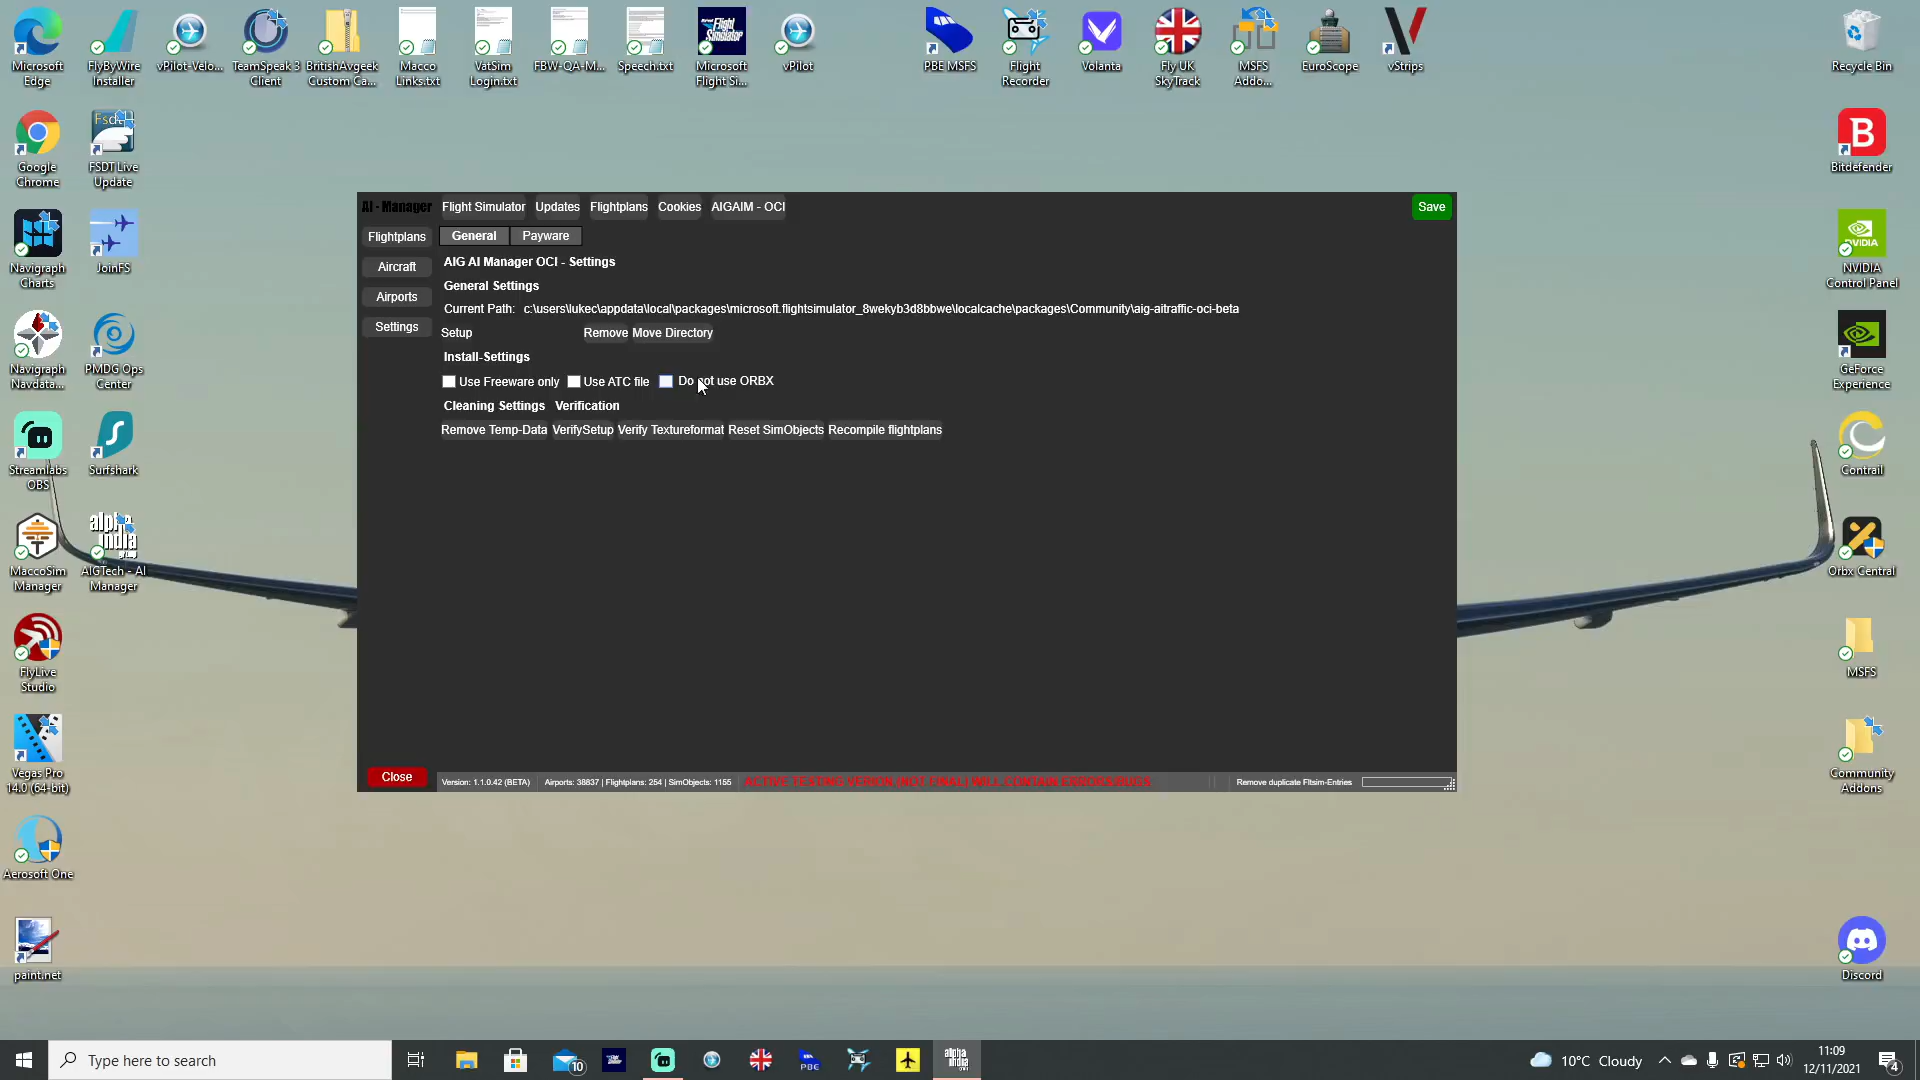 Microsoft Edge
FlyByWire Installer
vPilot-Velo...
TeamSpeak 3 Client
BritishAvgeek Custom Ca...
Macco Links.txt
VatSim Login.txt
FBW-QA-M...
Speech.txt
Microsoft Flight Si...
vPilot
PBE MSFS
Flight Recorder
Volanta
Fly UK SkyTrack
MSFS Addo...
EuroScope
vStrips
Recycle Bin
Google Chrome
FSDT Live Update
Bitdefender
Navigraph Charts
JoinFS
NVIDIA Control Panel
Navigraph Navdata...
PMDG Ops Center
GeForce Experience
Streamlabs OBS
Surfshark
Contrail
MaccoSim Manager
alpha india
AIGTech - AI Manager
Orbx Central
FlyLive Studio
MSFS
Vegas Pro 14.0 (64-bit)
Community Addons
Aerosoft One
paint.net
Discord
AI - Manager
Flight Simulator Updates Flightplans Cookies AIGAIM - OCI
Save
Flightplans
Aircraft
Airports
Settings
General Payware
AIG AI Manager OCI - Settings
General Settings
Current Path: c:\users\lukec\appdata\local\packages\microsoft.flightsimulator_8wekyb3d8bbwe\localcache\packages\Community\aig-aitraffic-oci-beta
Setup Remove Move Directory
Install-Settings
Use Freeware only Use ATC file Do not use ORBX
Cleaning Settings Verification
Remove Temp-Data VerifySetup Verify Textureformat Reset SimObjects Recompile flightplans
Close
Version: 1.1.0.42 (BETA) Airports: 38837 | Flightplans: 254 | SimObjects: 1155 ACTIVE TESTING VERION (NOT FINAL) WILL CONTAIN ERRORS/BUGS Remove duplicate Fltsim-Entries
Type here to search
10
PBE
alpha india
10°C Cloudy
11:09
12/11/2021
4